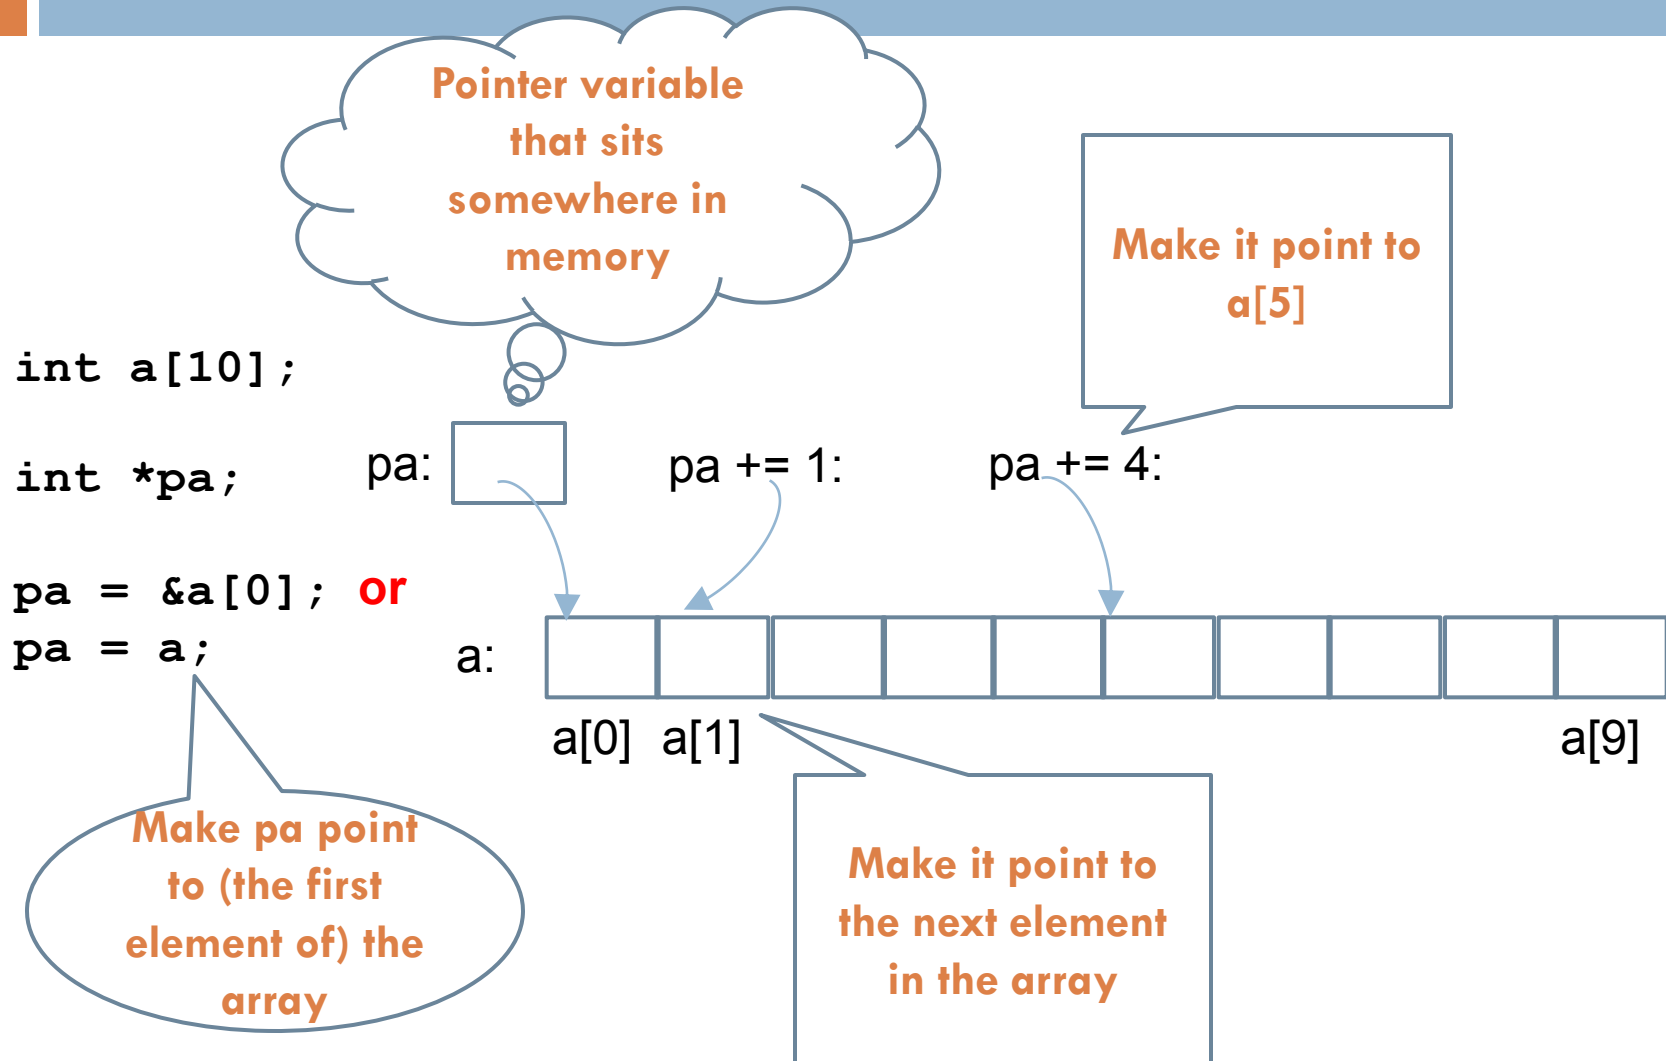 Pointer variable
that sits
somewhere in
memory
Make it point to
a[5]
int a[10];
int *pa;
pa:
pa += 1:
pa += 4:
pa = &a[0]; or
pa = a;
a:
a[0] a[1] a[9]
Make pa point
to (the first
element of) the
array
Make it point to
the next element
in the array